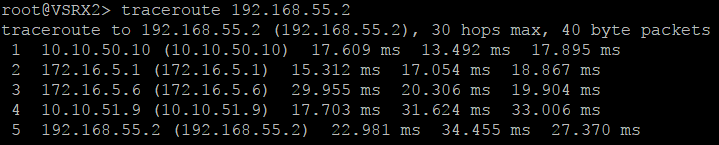 root@VSRX2> traceroute 192.168.55.2
traceroute to 192.168.55.2 (192.168.55.2), 30 hops max, 40 byte packets
1 10.10.50.10 (10.10.50.10) 17.609 ms 13.492 ms 17.895 ms
2 172.16.5.1 (172.16.5.1) 15.312 ms 17.054 ms 18.867 ms
3 172.16.5.6 (172.16.5.6) 29.955 ms 20.306 ms 19.904 ms
4 10.10.51.9 (10.10.51.9) 17.703 ms 31.624 ms 33.006 ms
5 192.168.55.2 (192.168.55.2) 22.981 ms 34.455 ms 27.370 ms